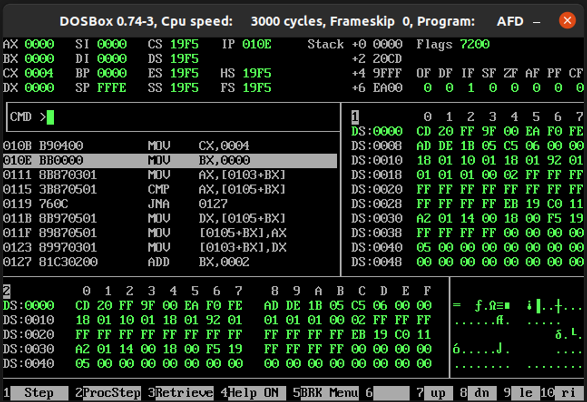 DOSBox 0.74-3, Cpu speed: 3000 cycles, Frameskip 0, Program: AFD
AX 0000 SI 0000 CS 19F5 IP 010E Stack +0 0000 Flags 7200
BX 0000 DI 0000 DS 19F5 +2 20CD
CX 0004 BP 0000 ES 19F5 HS 19F5 +4 9FFF OF DF IF SF ZF AF PF CF
DX 0000 SP FFFE SS 19F5 FS 19F5 +6 EA00 0 0 1 0 0 0 0 0
CMD >
010B B90400 MOV CX,0004
010E BB0000 MOV BX,0000
0111 8B870301 MOV AX,[0103+BX]
0115 3B870501 CMP AX,[0105+BX]
0119 760C JNA 0127
011B 8B970501 MOV DX,[0105+BX]
011F 89870501 MOV [0105+BX],AX
0123 89970301 MOV [0103+BX],DX
0127 81C30200 ADD BX,0002
1 0 1 2 3 4 5 6 7
DS:0000 CD 20 FF 9F 00 EA F0 FE
DS:0008 AD DE 1B 05 C5 06 00 00
DS:0010 18 01 10 01 18 01 92 01
DS:0018 01 01 01 00 02 FF FF FF
DS:0020 FF FF FF FF FF FF FF FF
DS:0028 FF FF FF FF EB 19 C0 11
DS:0030 A2 01 14 00 18 00 F5 19
DS:0038 FF FF FF FF 00 00 00 00
DS:0040 05 00 00 00 00 00 00 00
DS:0048 00 00 00 00 00 00 00 00
2 0 1 2 3 4 5 6 7 8 9 A B C D E F
DS:0000 CD 20 FF 9F 00 EA F0 FE AD DE 1B 05 C5 06 00 00
DS:0010 18 01 10 01 18 01 92 01 01 01 01 00 02 FF FF FF
DS:0020 FF FF FF FF FF FF FF FF FF FF FF FF EB 19 C0 11
DS:0030 A2 01 14 00 18 00 F5 19 FF FF FF FF 00 00 00 00
DS:0040 05 00 00 00 00 00 00 00 00 00 00 00 00 00 00 00
1 Step 2 ProcStep 3 Retrieve 4 Help ON 5 BRK Menu 6 7 up 8 dn 9 le 10 ri